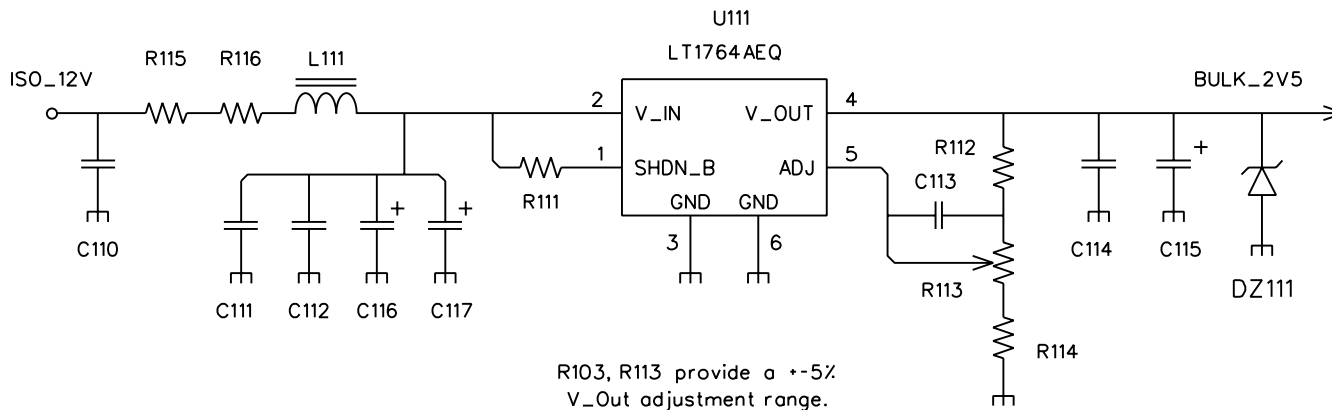 U111
LT1764AEQ
R115
R116
L111
ISO_12V
BULK_2V5
2
V_IN
V_OUT
4
1
SHDN_B
ADJ
5
R112
R111
C113
GND
GND
3
6
C110
C114
C115
R113
DZ111
C111
C112
C116
C117
R114
R103, R113 provide a +-5%
V_Out adjustment range.